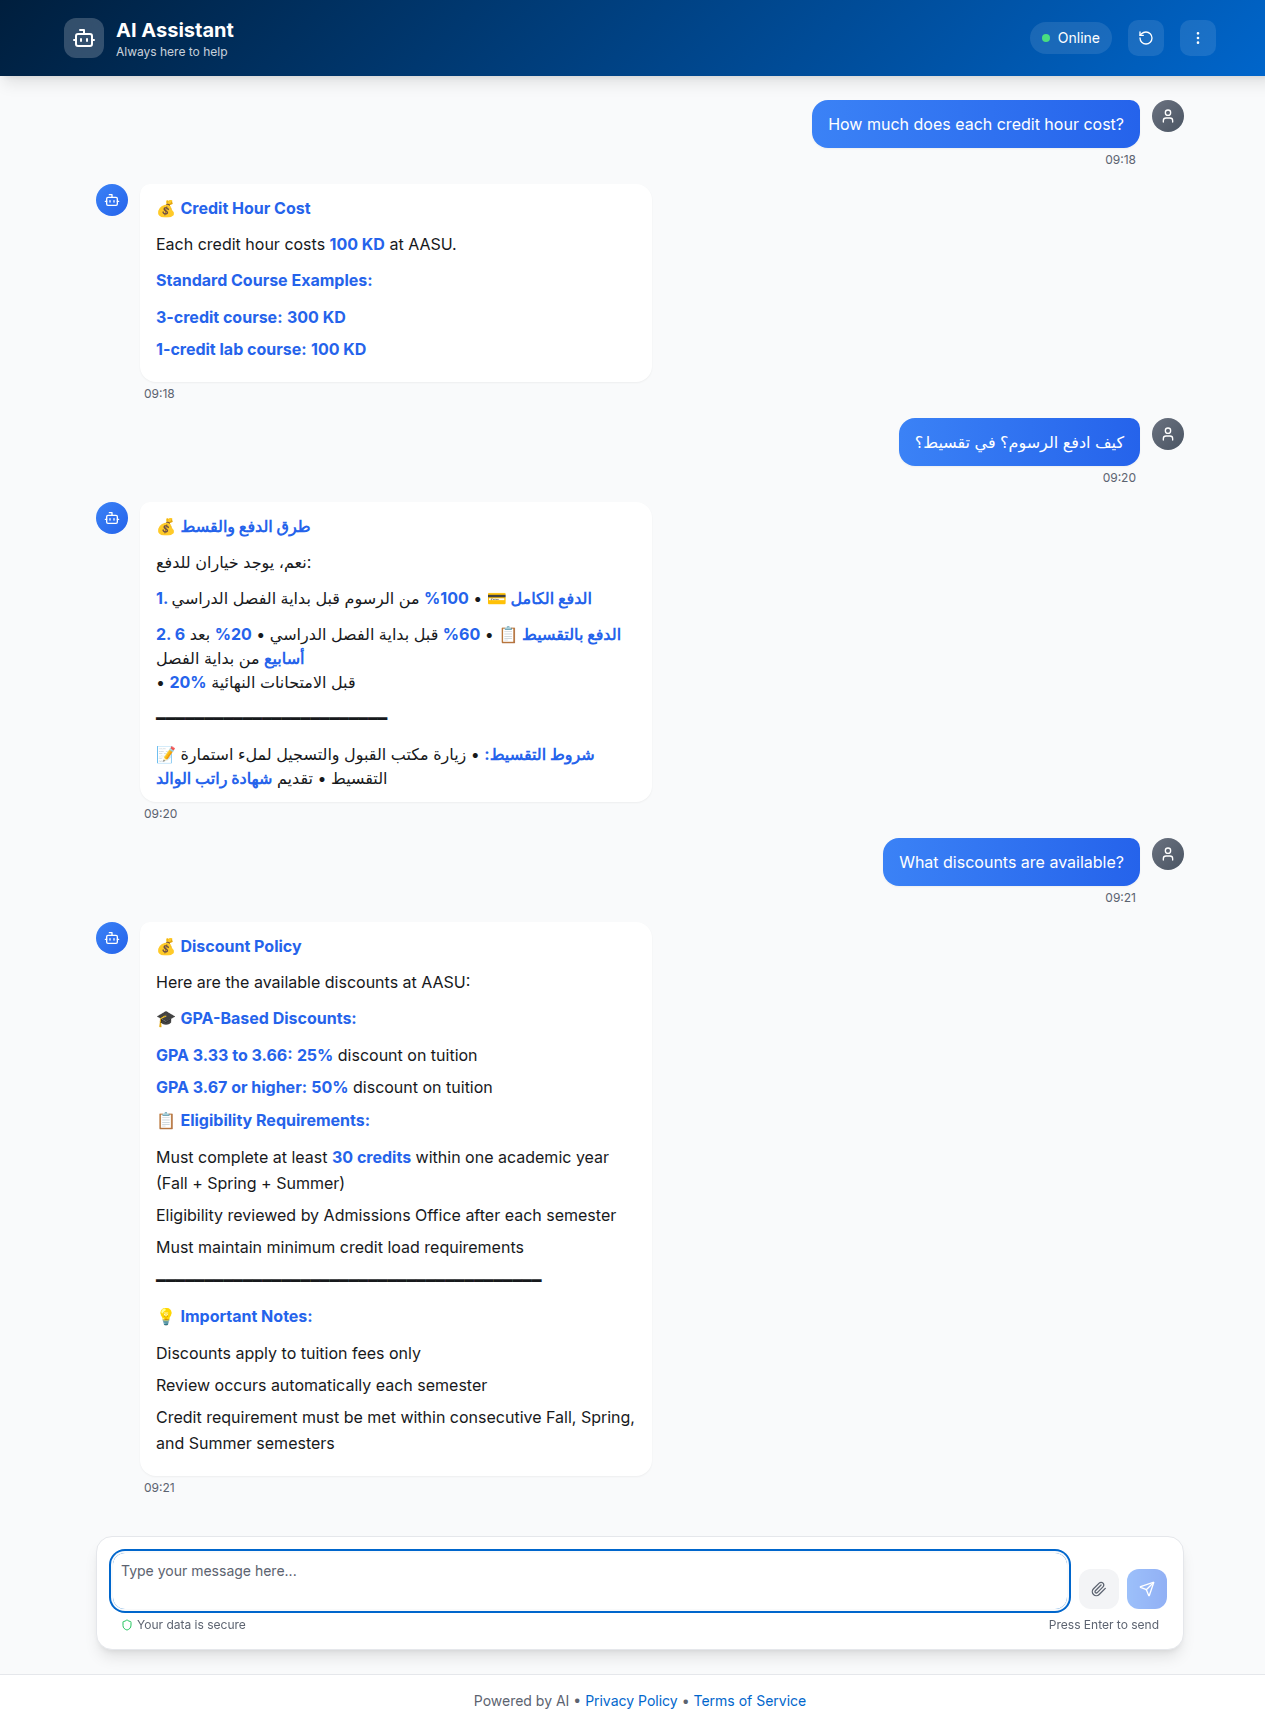 AI Assistant
Always here to help
Online
How much does each credit hour cost?
09:18
💰 Credit Hour Cost
Each credit hour costs 100 KD at AASU.
Standard Course Examples:
3-credit course: 300 KD
1-credit lab course: 100 KD
09:18
كيف ادفع الرسوم؟ في تقسيط؟
09:20
💰 طرق الدفع والقسط
نعم، يوجد خياران للدفع:
1. الدفع الكامل 💳 • 100% من الرسوم قبل بداية الفصل الدراسي
2. الدفع بالتقسيط 📋 • 60% قبل بداية الفصل الدراسي • 20% بعد 6
أسابيع من بداية الفصل
• 20% قبل الامتحانات النهائية
━━━━━━━━━━━━━━━━━━━━━━━━
📝 شروط التقسيط: • زيارة مكتب القبول والتسجيل لملء استمارة
التقسيط • تقديم شهادة راتب الوالد
09:20
What discounts are available?
09:21
💰 Discount Policy
Here are the available discounts at AASU:
🎓 GPA-Based Discounts:
GPA 3.33 to 3.66: 25% discount on tuition
GPA 3.67 or higher: 50% discount on tuition
📋 Eligibility Requirements:
Must complete at least 30 credits within one academic year
(Fall + Spring + Summer)
Eligibility reviewed by Admissions Office after each semester
Must maintain minimum credit load requirements
━━━━━━━━━━━━━━━━━━━━━━━━━━━━━━━━━━━━━━━━
💡 Important Notes:
Discounts apply to tuition fees only
Review occurs automatically each semester
Credit requirement must be met within consecutive Fall, Spring,
and Summer semesters
09:21
Type your message here...
Your data is secure
Press Enter to send
Powered by AI • Privacy Policy • Terms of Service